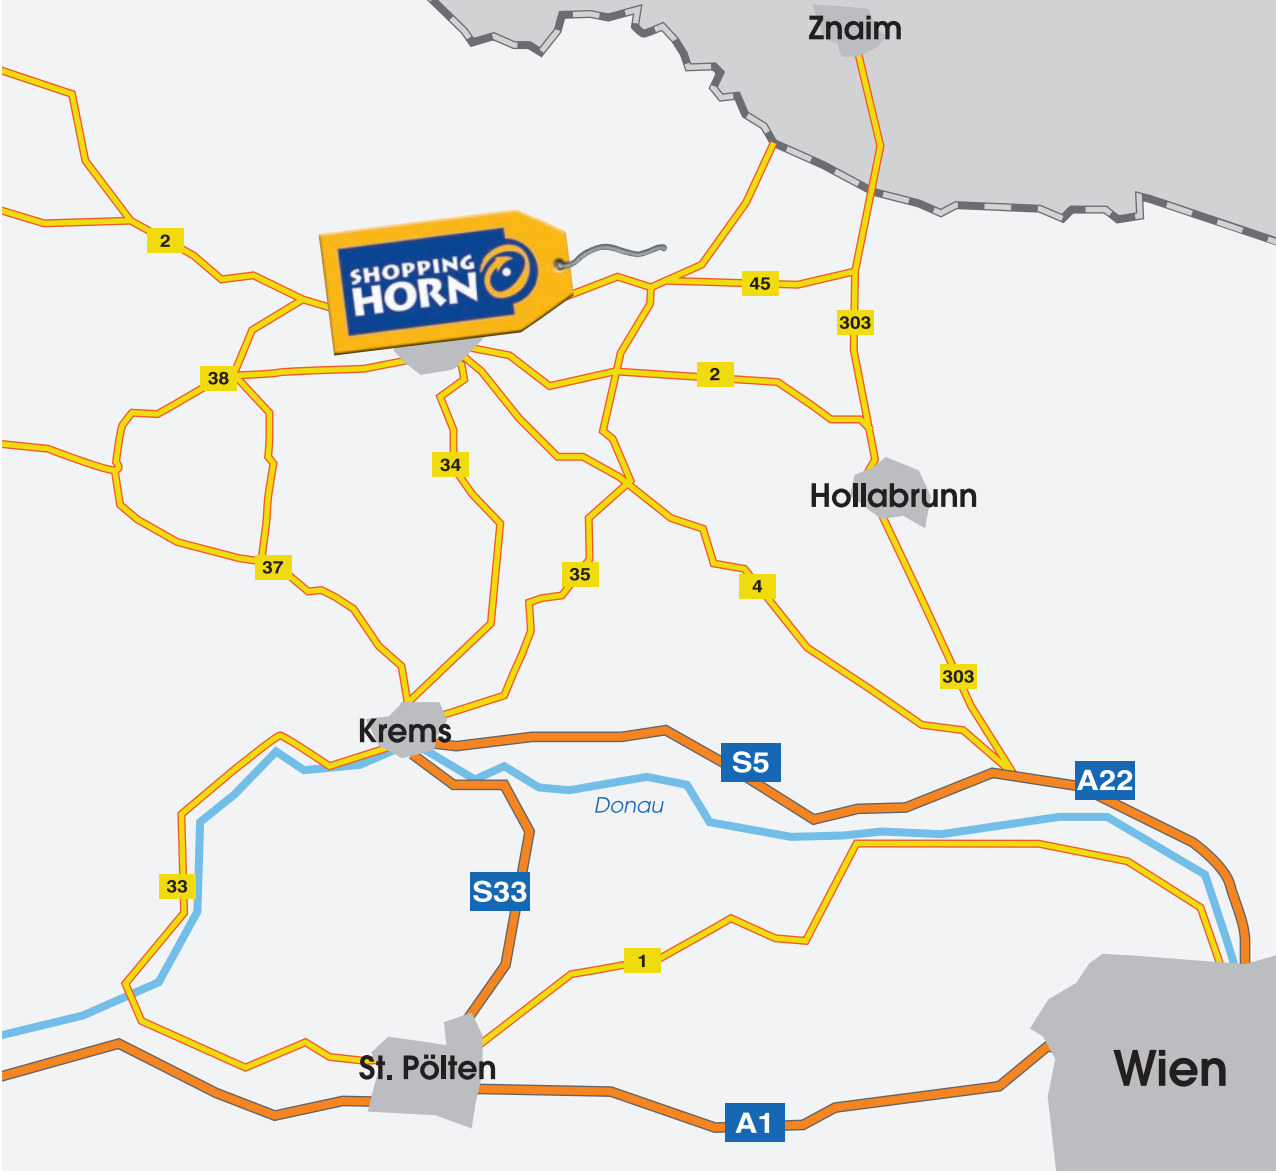 Znaim
2
SHOPPING
HORN
45
303
38
2
34
Hollabrunn
37
35
4
303
Krems
S5
A22
Donau
33
S33
1
St. Pölten
Wien
A1